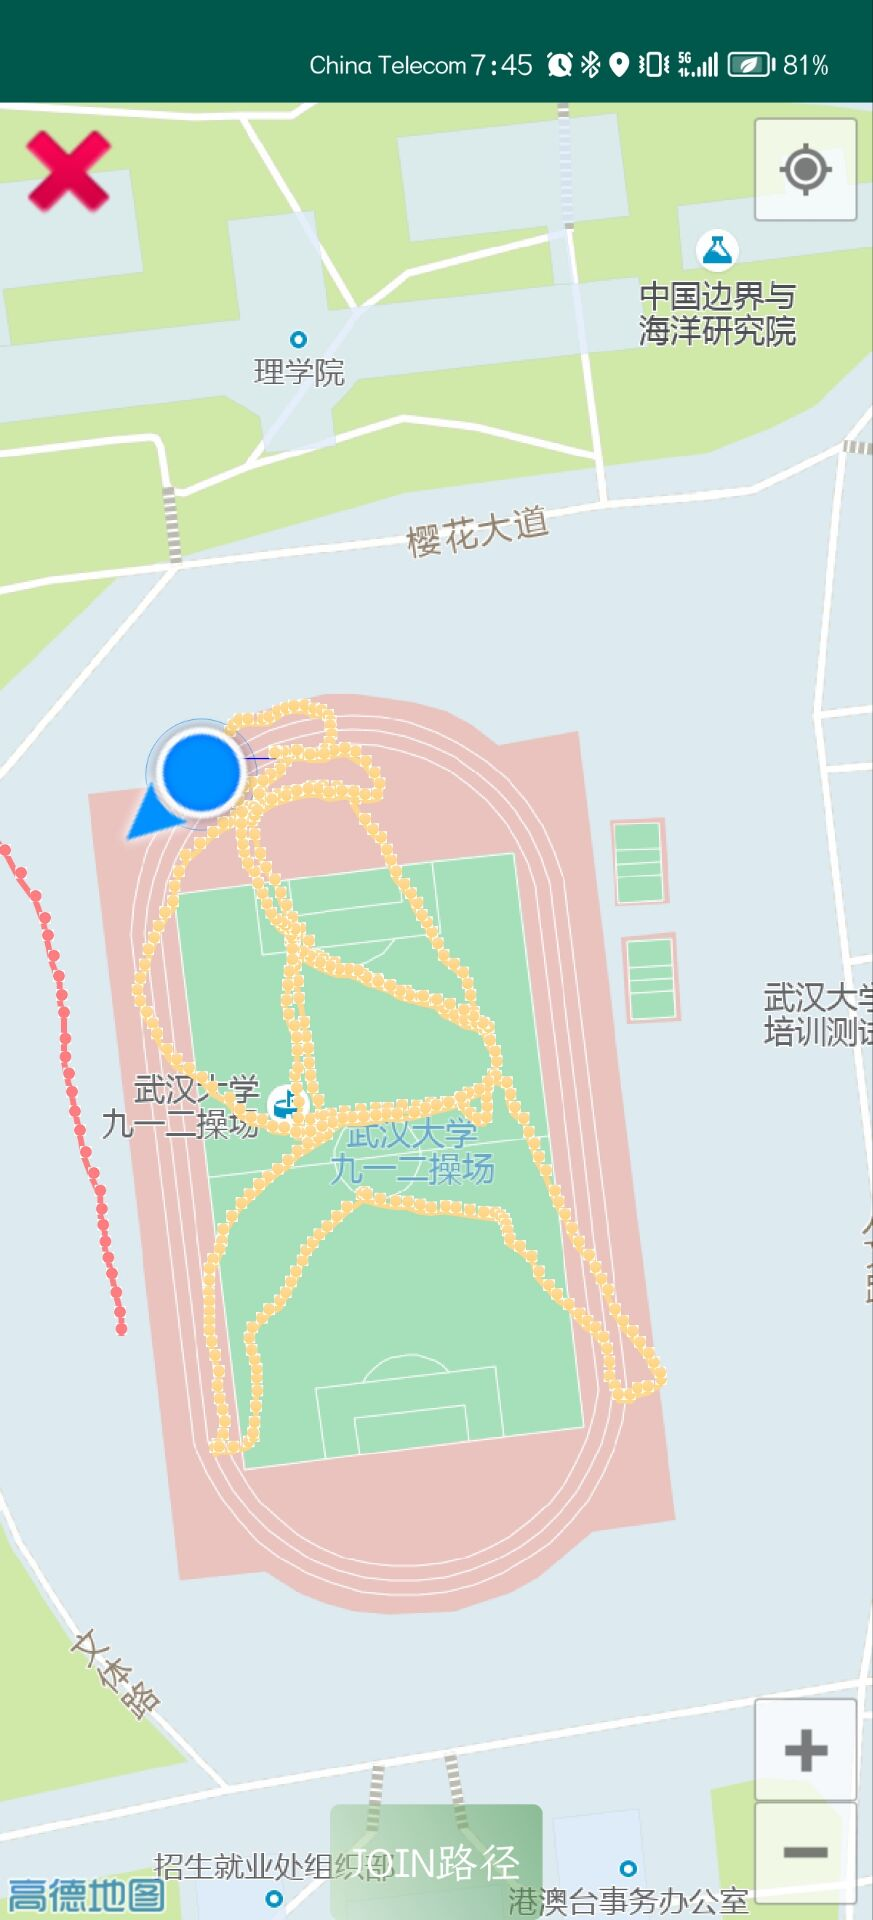 China Telecom 7:45 5G 81%
中国边界与
海洋研究院
理学院
樱花大道
武汉大学
培训测试
武汉大学
九一二操场
武汉大学
九一二操场
文体路
JOIN路径
招生就业处组织部
港澳台事务办公室
高德地图